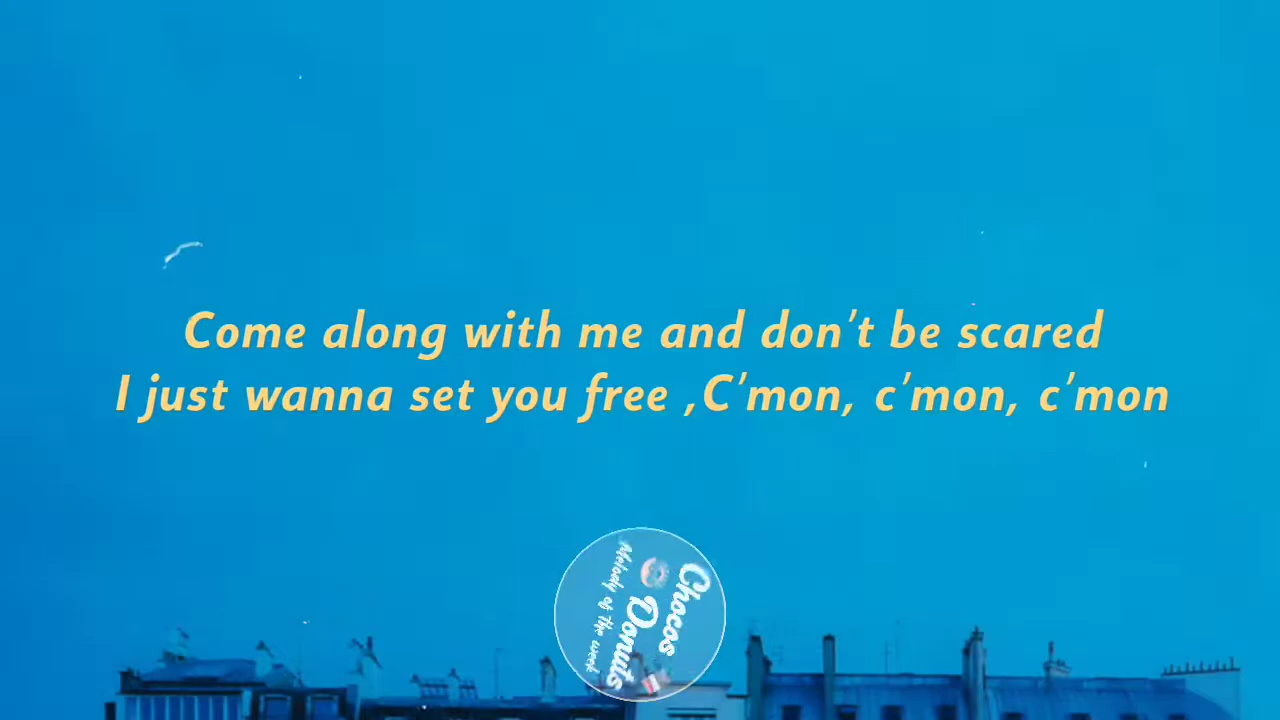 Come along with me and don't be scared
I just wanna set you free ,C'mon, c'mon, c'mon
Chocos
Donuts
Melody of the week